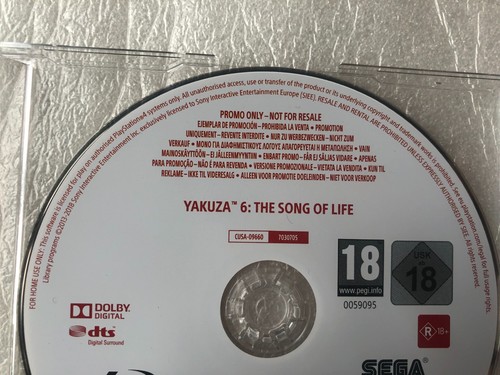 FOR HOME USE ONLY: This software is licensed for play on authorised PlayStation®4 systems only. All unauthorised access, use or transfer of the product or its underlying copyright and trademark works is prohibited. See eu.playstation.com/legal for full usage rights.
Library programs ©2013-2018 Sony Interactive Entertainment Inc. exclusively licensed to Sony Interactive Entertainment Europe (SIEE). RESALE AND RENTAL ARE PROHIBITED UNLESS EXPRESSLY AUTHORISED BY SIEE. All rights reserved.
PROMO ONLY – NOT FOR RESALE
EJEMPLAR DE PROMOCIÓN – PROHIBIDA LA VENTA • PROMOTION
UNIQUEMENT – REVENTE INTERDITE • NUR ZU WERBEZWECKEN – NICHT ZUM
VERKAUF • ΜΟΝΟ ΓΙΑ ΔΙΑΦΗΜΙΣΤΙΚΟΥΣ ΛΟΓΟΥΣ ΑΠΑΓΟΡΕΥΕΤΑΙ Η ΜΕΤΑΠΩΛΗΣΗ • VAIN
MAINOSKÄYTTÖÖN – EI JÄLLEENMYYNTIIN • ENBART PROMO – FÅR EJ SÄLJAS VIDARE • APENAS
PARA PROMOÇÃO – NÃO É PARA REVENDA • VERSIONE PROMOZIONALE – VIETATA LA VENDITA • KUN TIL
REKLAME – IKKE TIL VIDERESALG • ALLEEN VOOR PROMOTIE DOELEINDEN – NIET VOOR VERKOOP
YAKUZA™ 6: THE SONG OF LIFE
CUSA-09660 7030705
18
www.pegi.info
0059095
USK
ab
18
DOLBY
DIGITAL
dts
Digital Surround
R 18+
SEGA